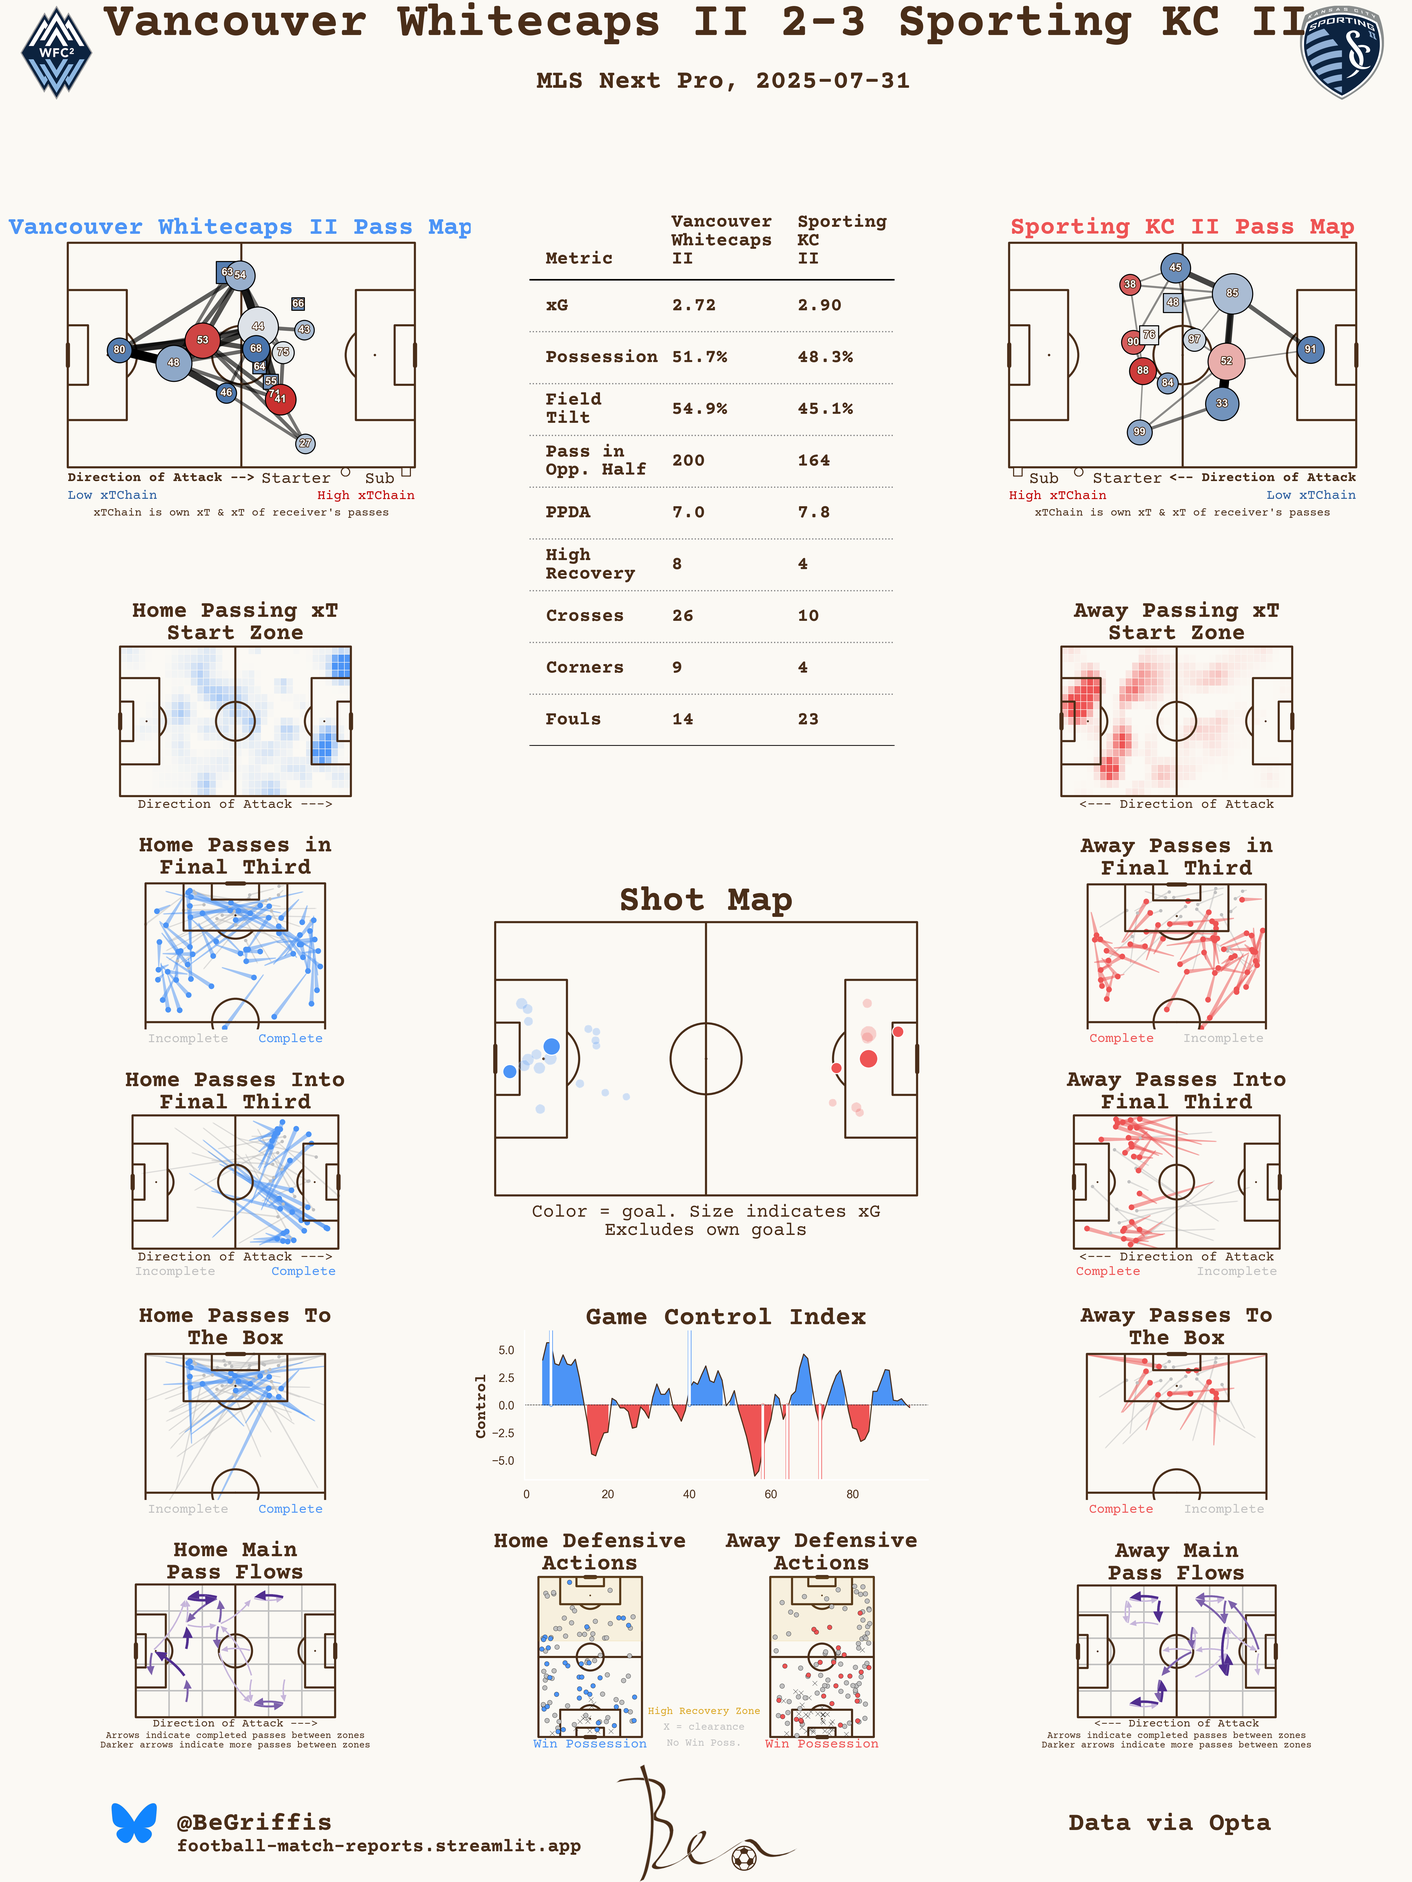 Vancouver Whitecaps II 2-3 Sporting KC II
MLS Next Pro, 2025-07-31
WFC2
KANSAS CITY
SPORTING
II
Vancouver Whitecaps II Pass Map
63
54
66
44
43
53
80
68
75
48
64
55
46
71
41
27
Direction of Attack --> Starter Sub
Low xTChain High xTChain
xTChain is own xT & xT of receiver's passes
Metric Vancouver Whitecaps II Sporting KC II
xG 2.72 2.90
Possession 51.7% 48.3%
Field Tilt 54.9% 45.1%
Pass in Opp. Half 200 164
PPDA 7.0 7.8
High Recovery 8 4
Crosses 26 10
Corners 9 4
Fouls 14 23
Sporting KC II Pass Map
45
38
85
48
76
90
97
91
52
88
84
33
99
Sub Starter <-- Direction of Attack
High xTChain Low xTChain
xTChain is own xT & xT of receiver's passes
Home Passing xT
Start Zone
Direction of Attack --->
Away Passing xT
Start Zone
<--- Direction of Attack
Home Passes in
Final Third
Incomplete Complete
Away Passes in
Final Third
Complete Incomplete
Shot Map
Color = goal. Size indicates xG
Excludes own goals
Home Passes Into
Final Third
Direction of Attack --->
Incomplete Complete
Away Passes Into
Final Third
<--- Direction of Attack
Complete Incomplete
Home Passes To
The Box
Incomplete Complete
Game Control Index
Control
5.0
2.5
0.0
−2.5
−5.0
0 20 40 60 80
Away Passes To
The Box
Complete Incomplete
Home Main
Pass Flows
Direction of Attack --->
Arrows indicate completed passes between zones
Darker arrows indicate more passes between zones
Home Defensive
Actions
Win Possession
High Recovery Zone
X = clearance
No Win Poss.
Away Defensive
Actions
Win Possession
Away Main
Pass Flows
<--- Direction of Attack
Arrows indicate completed passes between zones
Darker arrows indicate more passes between zones
@BeGriffis
football-match-reports.streamlit.app
Ben
Data via Opta